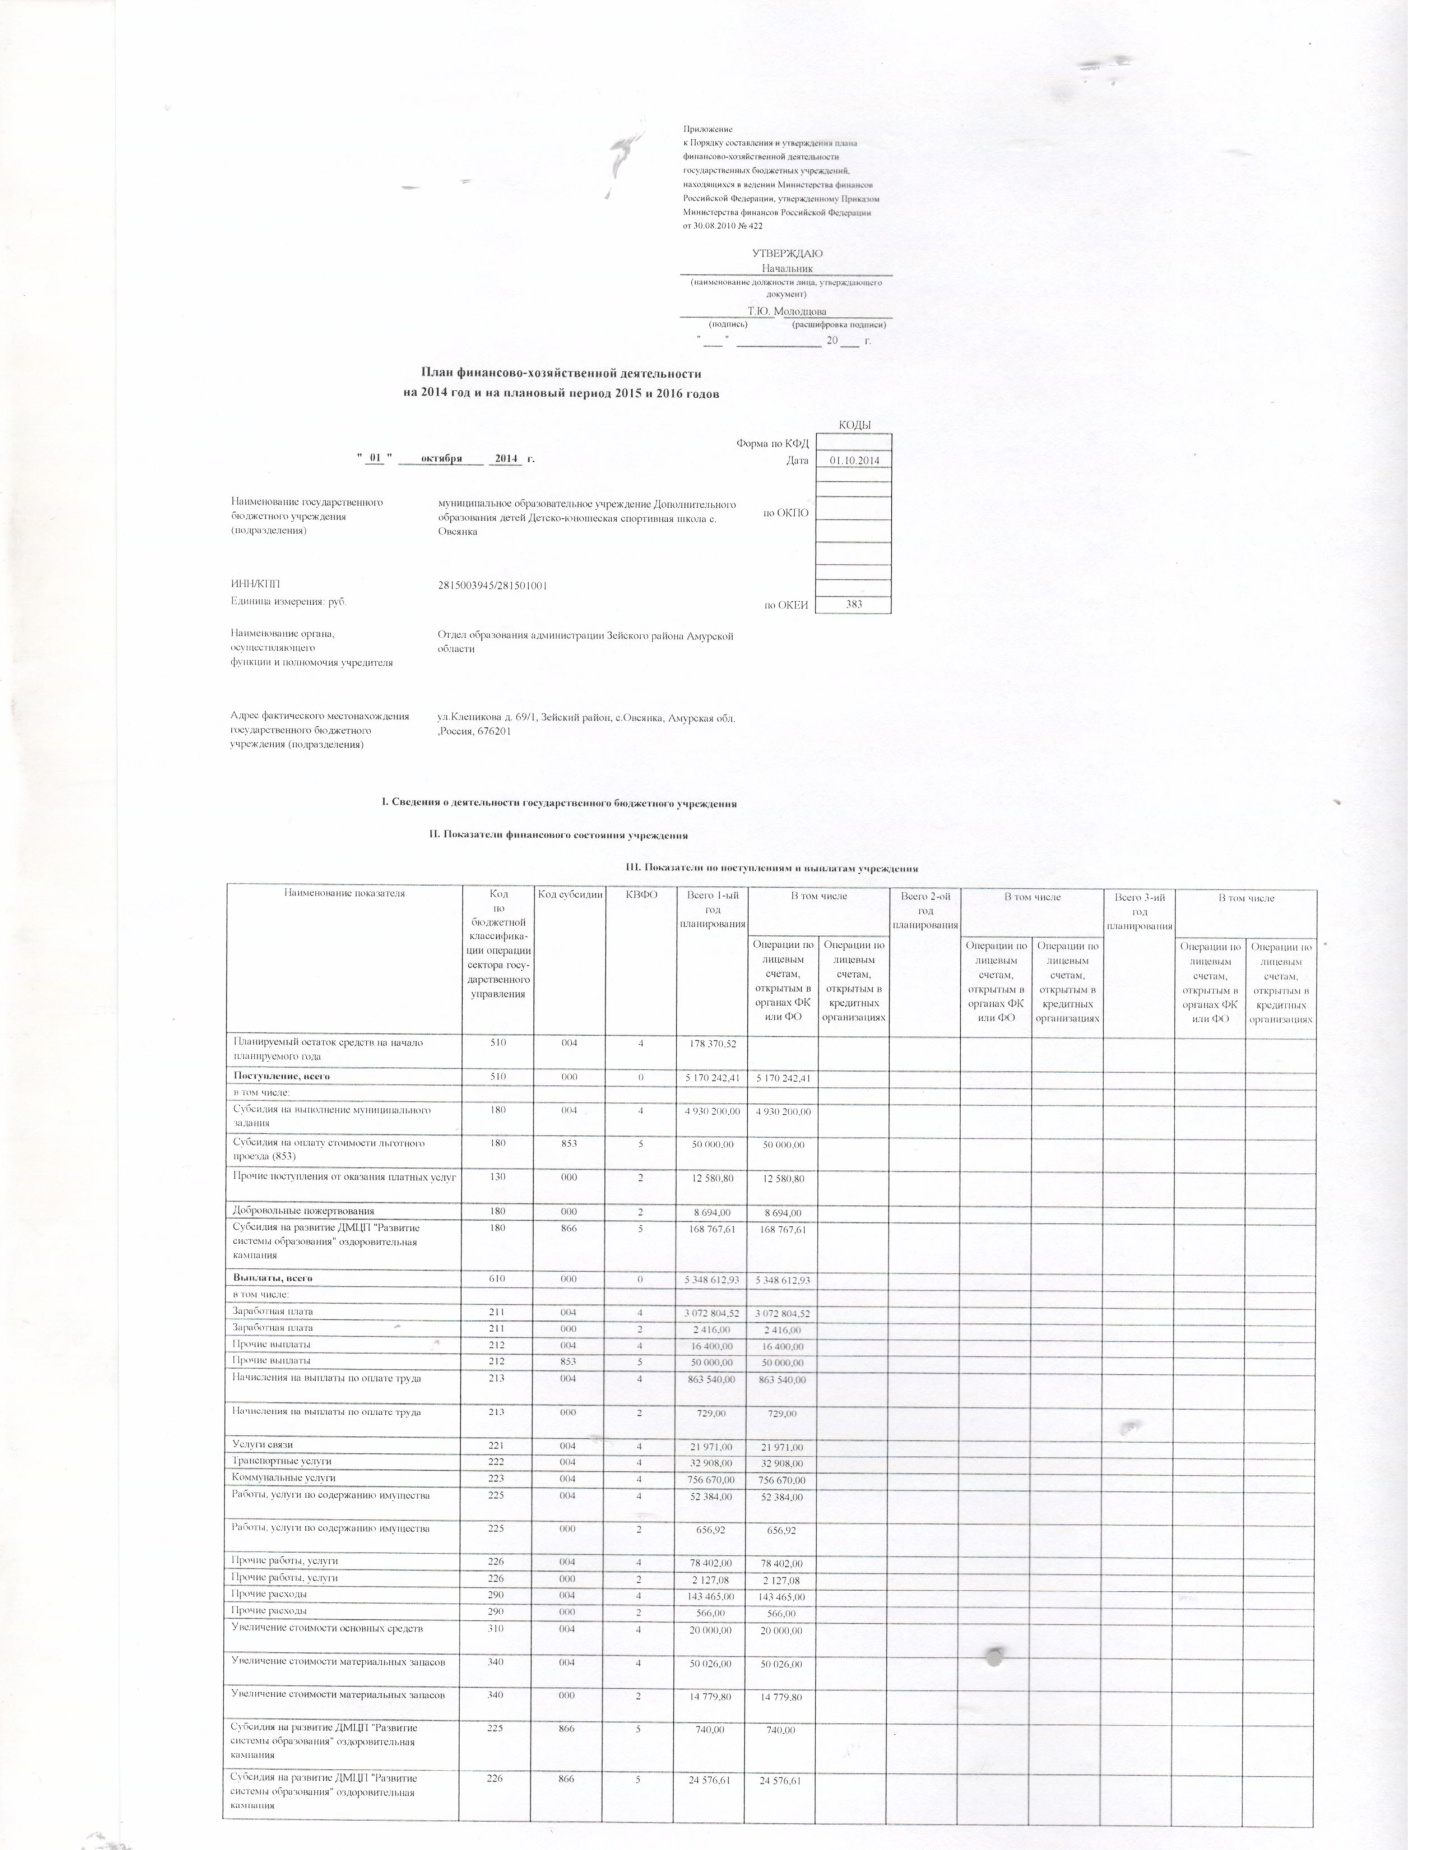 Приложение
к Порядку составления и утверждения плана
финансово-хозяйственной деятельности
государственных бюджетных учреждений,
находящихся в ведении Министерства финансов
Российской Федерации, утвержденному Приказом
Министерства финансов Российской Федерации
от 30.08.2010 № 422
УТВЕРЖДАЮ
Начальник
(наименование должности лица, утверждающего
документ)
Т.Ю. Молодцова
(подпись) (расшифровка подписи)
" ___ " ____________ 20 ___ г.
План финансово-хозяйственной деятельности
на 2014 год и на плановый период 2015 и 2016 годов
КОДЫ
Форма по КФД
" 01 " октября 2014 г. Дата 01.10.2014
Наименование государственного
бюджетного учреждения
(подразделения)
муниципальное образовательное учреждение Дополнительного
образования детей Детско-юношеская спортивная школа с.
Овсянка
по ОКПО
ИНН/КПП 2815003945/281501001
Единица измерения: руб. по ОКЕИ 383
Наименование органа,
осуществляющего
функции и полномочия учредителя
Отдел образования администрации Зейского района Амурской
области
Адрес фактического местонахождения
государственного бюджетного
учреждения (подразделения)
ул.Клепикова д. 69/1, Зейский район, с.Овсянка, Амурская обл.
,Россия, 676201
I. Сведения о деятельности государственного бюджетного учреждения
II. Показатели финансового состояния учреждения
III. Показатели по поступлениям и выплатам учреждения
Наименование показателя
Код
по
бюджетной
классифика-
ции операции
сектора госу-
дарственного
управления
Код субсидии
КВФО
Всего 1-ый
год
планирования
В том числе
Операции по
лицевым
счетам,
открытым в
органах ФК
или ФО
Операции по
лицевым
счетам,
открытым в
кредитных
организациях
Всего 2-ой
год
планирования
В том числе
Операции по
лицевым
счетам,
открытым в
органах ФК
или ФО
Операции по
лицевым
счетам,
открытым в
кредитных
организациях
Всего 3-ий
год
планирования
В том числе
Операции по
лицевым
счетам,
открытым в
органах ФК
или ФО
Операции по
лицевым
счетам,
открытым в
кредитных
организациях
Планируемый остаток средств на начало 510 004 4 178 370,52
планируемого года
Поступление, всего 510 000 0 5 170 242,41 5 170 242,41
в том числе:
Субсидия на выполнение муниципального 180 004 4 4 930 200,00 4 930 200,00
задания
Субсидия на оплату стоимости льготного 180 853 5 50 000,00 50 000,00
проезда (853)
Прочие поступления от оказания платных услуг 130 000 2 12 580,80 12 580,80
Добровольные пожертвования 180 000 2 8 694,00 8 694,00
Субсидия на развитие ДМЦП "Развитие 180 866 5 168 767,61 168 767,61
системы образования" оздоровительная
кампания
Выплаты, всего 610 000 0 5 348 612,93 5 348 612,93
в том числе:
Заработная плата 211 004 4 3 072 804,52 3 072 804,52
Заработная плата 211 000 2 2 416,00 2 416,00
Прочие выплаты 212 004 4 16 400,00 16 400,00
Прочие выплаты 212 853 5 50 000,00 50 000,00
Начисления на выплаты по оплате труда 213 004 4 863 540,00 863 540,00
Начисления на выплаты по оплате труда 213 000 2 729,00 729,00
Услуги связи 221 004 4 21 971,00 21 971,00
Транспортные услуги 222 004 4 32 908,00 32 908,00
Коммунальные услуги 223 004 4 756 670,00 756 670,00
Работы, услуги по содержанию имущества 225 004 4 52 384,00 52 384,00
Работы, услуги по содержанию имущества 225 000 2 656,92 656,92
Прочие работы, услуги 226 004 4 78 402,00 78 402,00
Прочие работы, услуги 226 000 2 2 127,08 2 127,08
Прочие расходы 290 004 4 143 465,00 143 465,00
Прочие расходы 290 000 2 566,00 566,00
Увеличение стоимости основных средств 310 004 4 20 000,00 20 000,00
Увеличение стоимости материальных запасов 340 004 4 50 026,00 50 026,00
Увеличение стоимости материальных запасов 340 000 2 14 779,80 14 779,80
Субсидия на развитие ДМЦП "Развитие 225 866 5 740,00 740,00
системы образования" оздоровительная
кампания
Субсидия на развитие ДМЦП "Развитие 226 866 5 24 576,61 24 576,61
системы образования" оздоровительная
кампания